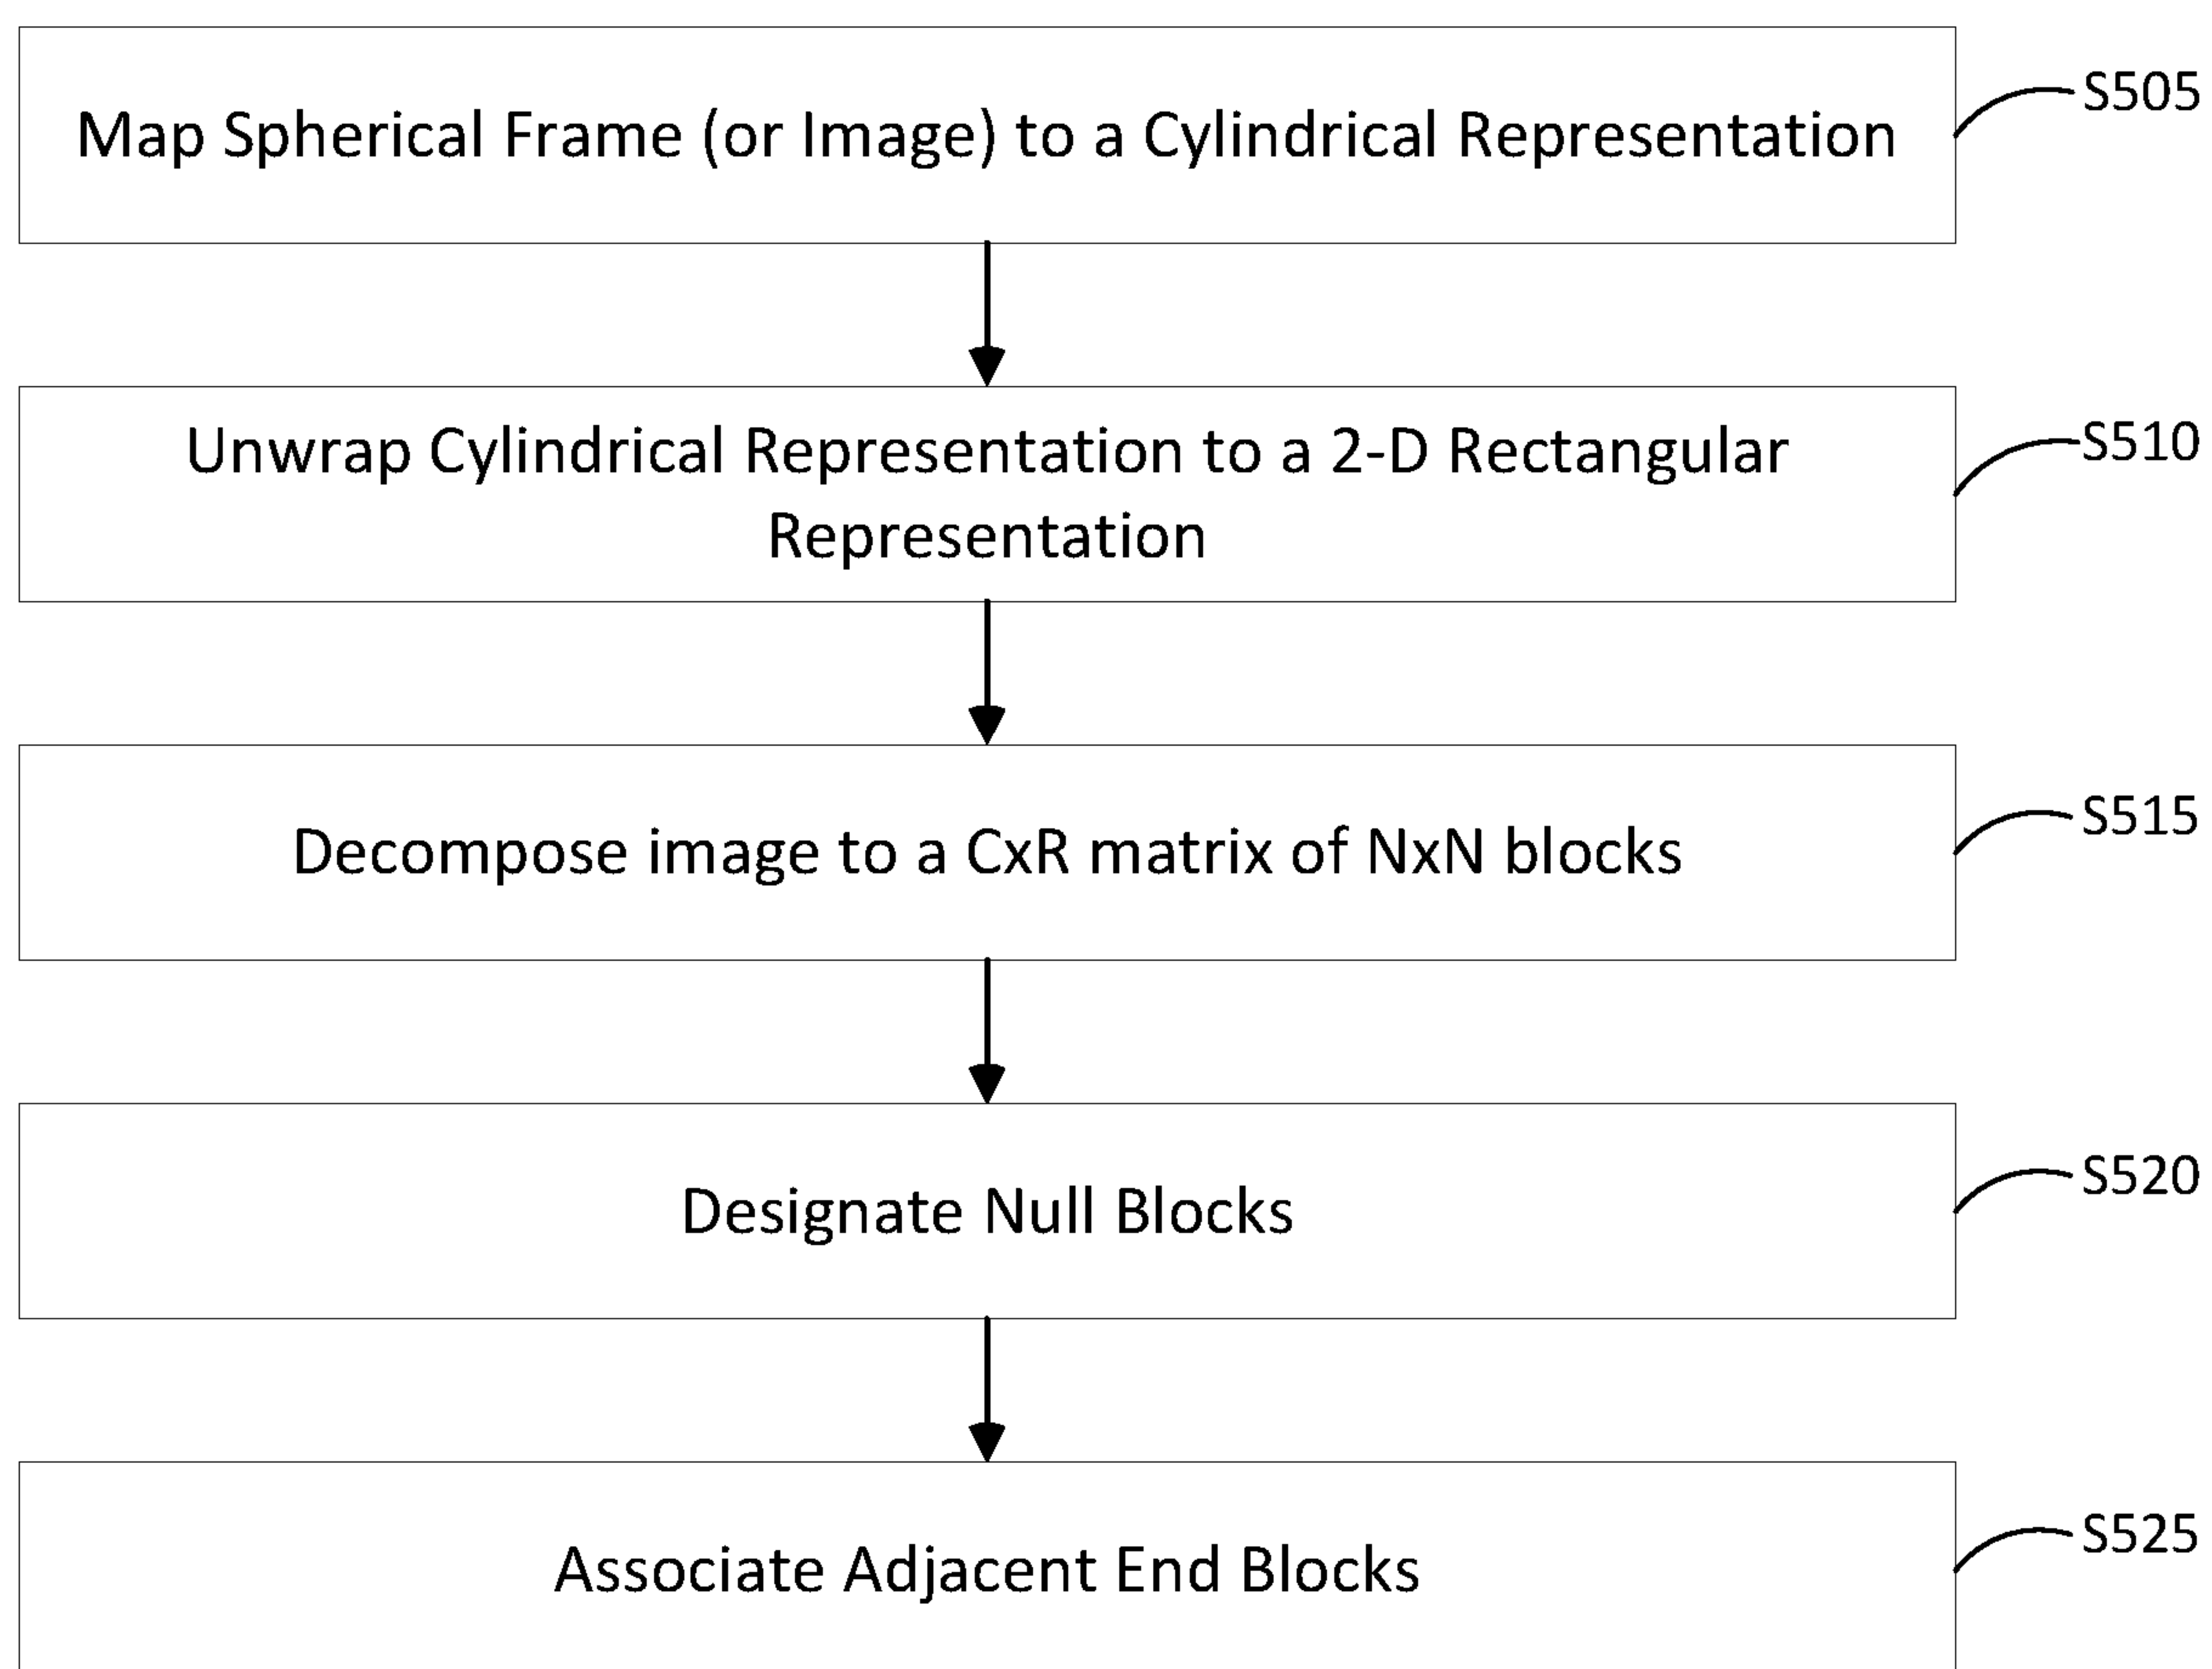 Map Spherical Frame (or Image) to a Cylindrical Representation
S505
Unwrap Cylindrical Representation to a 2-D Rectangular
Representation
S510
Decompose image to a CxR matrix of NxN blocks
S515
Designate Null Blocks
S520
Associate Adjacent End Blocks
S525